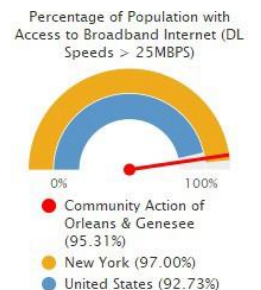 Percentage of Population with
Access to Broadband Internet (DL
Speeds > 25MBPS)
0%
100%
Community Action of
Orleans & Genesee
(95.31%)
New York (97.00%)
United States (92.73%)